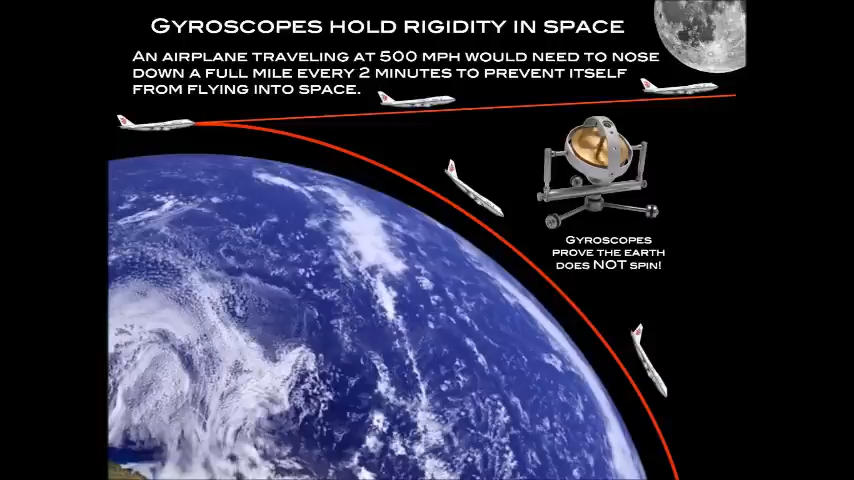 Gyroscopes hold rigidity in space
An airplane traveling at 500 mph would need to nose
down a full mile every 2 minutes to prevent itself
from flying into space.
Gyroscopes
prove the earth
does NOT spin!